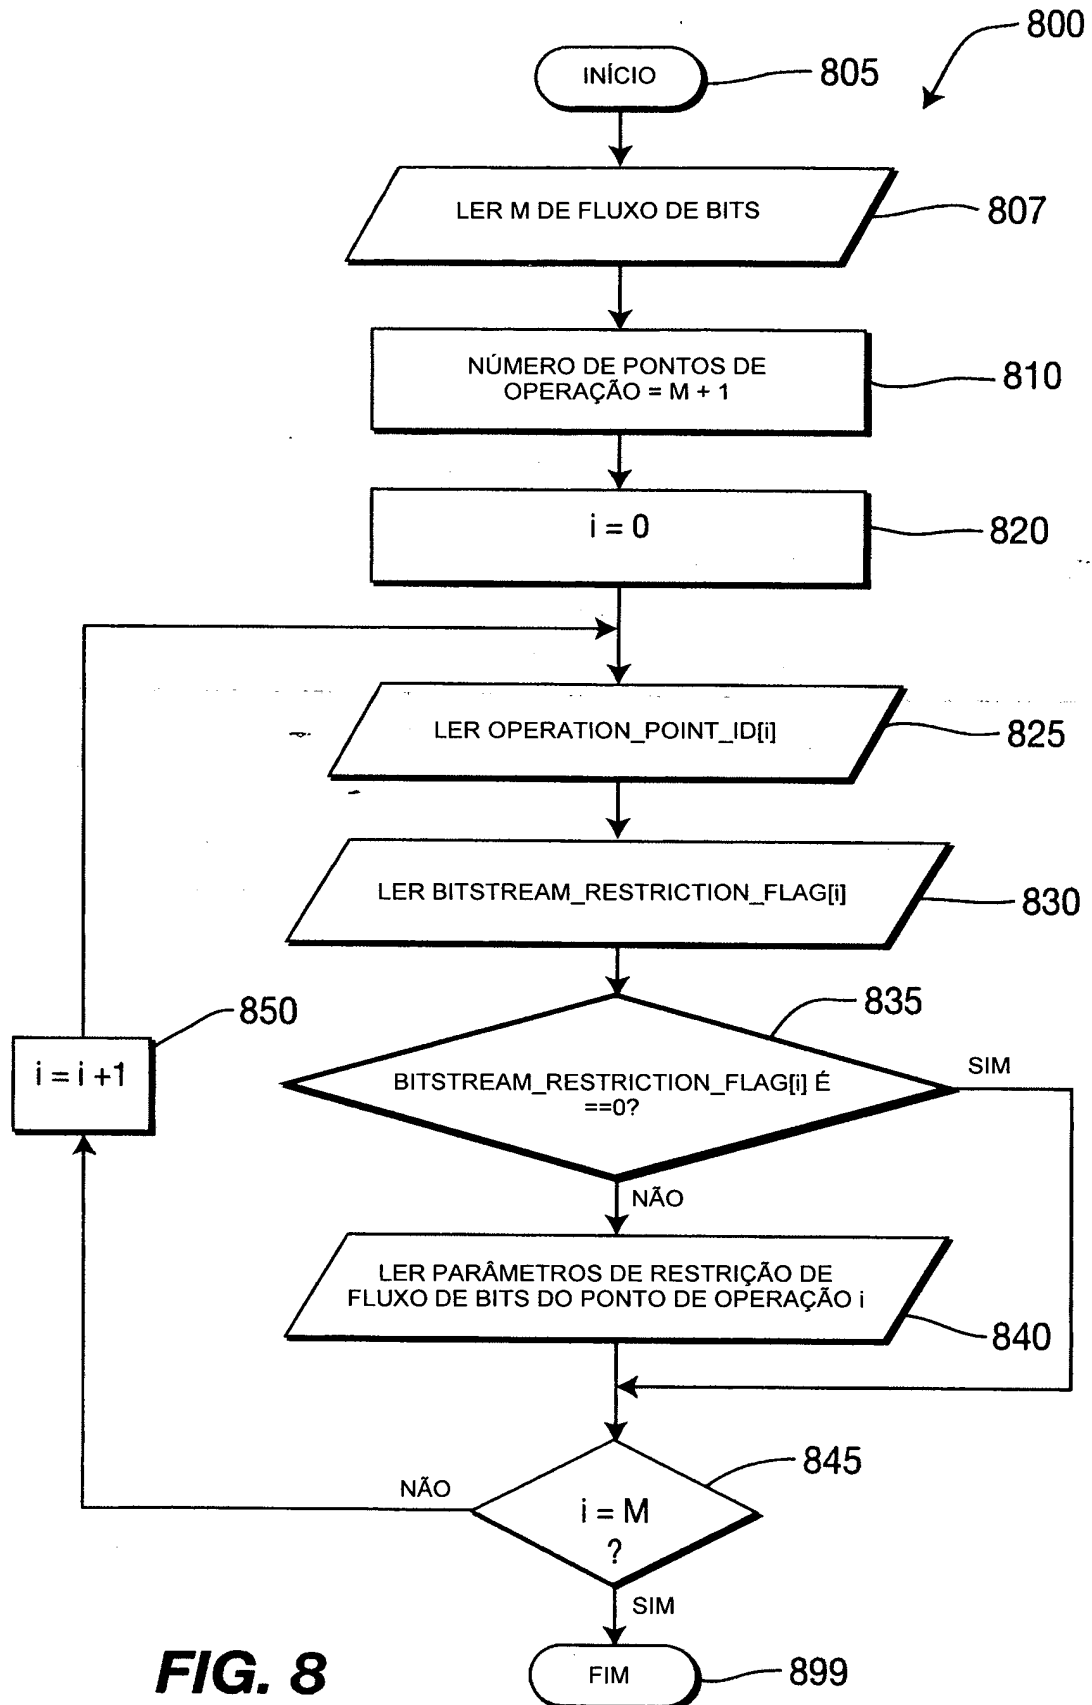 800
INÍCIO
805
LER M DE FLUXO DE BITS
807
NÚMERO DE PONTOS DE
OPERAÇÃO = M + 1
810
i = 0
820
LER OPERATION_POINT_ID[i]
825
LER BITSTREAM_RESTRICTION_FLAG[i]
830
835
850
i = i +1
BITSTREAM_RESTRICTION_FLAG[i] É
==0?
SIM
NÃO
LER PARÂMETROS DE RESTRIÇÃO DE
FLUXO DE BITS DO PONTO DE OPERAÇÃO i
840
845
NÃO
i = M
?
SIM
FIM
899
FIG. 8